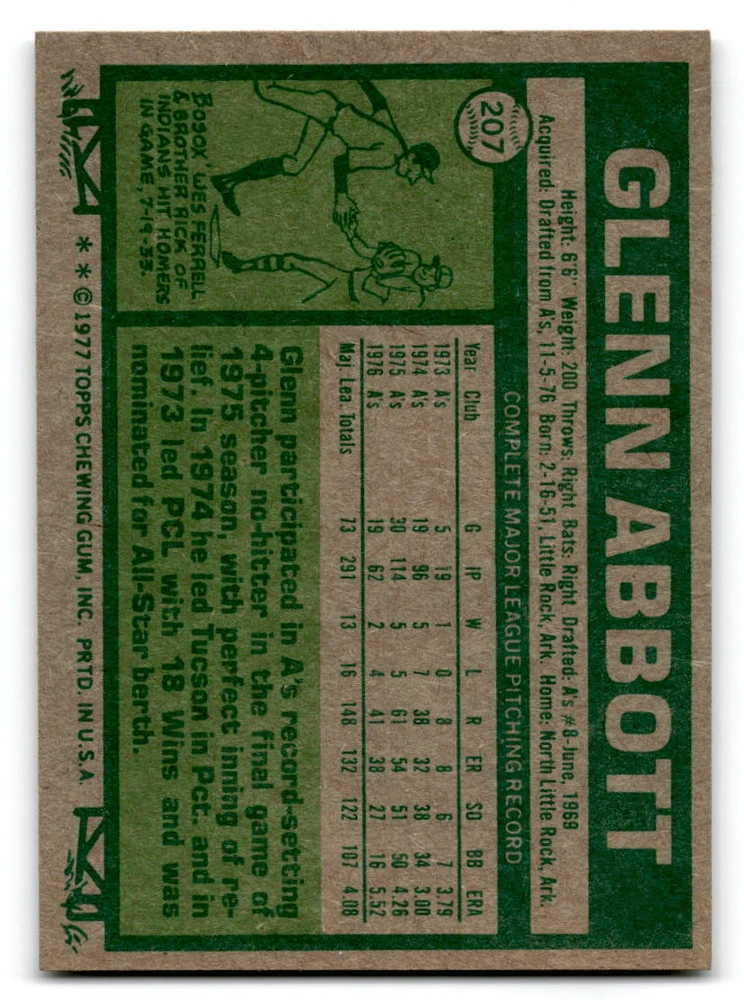 207
GLENN ABBOTT
Height: 6'6" Weight: 200 Throws: Right Bats: Right Drafted: A's #8-June, 1969
Acquired: Drafted from A's, 11-5-76 Born: 2-16-51, Little Rock, Ark. Home: North Little Rock, Ark.
COMPLETE MAJOR LEAGUE PITCHING RECORD
Year Club G IP W L R ER SO BB ERA
1973 A's 5 19 1 0 8 8 6 7 3.79
1974 A's 19 96 5 7 38 32 38 34 3.00
1975 A's 30 114 5 5 61 54 51 50 4.26
1976 A's 19 62 2 4 41 38 27 16 5.52
Maj. Lea. Totals 73 291 13 16 148 132 122 107 4.08
BOSOX' WES FERRELL
& BROTHER RICK OF
INDIANS HIT HOMERS
IN GAME, 7-19-33.
Glenn participated in A's record-setting
4-pitcher no-hitter in the final game of
1975 season, with perfect inning of re-
lief. In 1974 he led Tucson in Pct. and in
1973 led PCL with 18 Wins and was
nominated for All-Star berth.
* * © 1977 TOPPS CHEWING GUM, INC. PRTD. IN U.S.A.